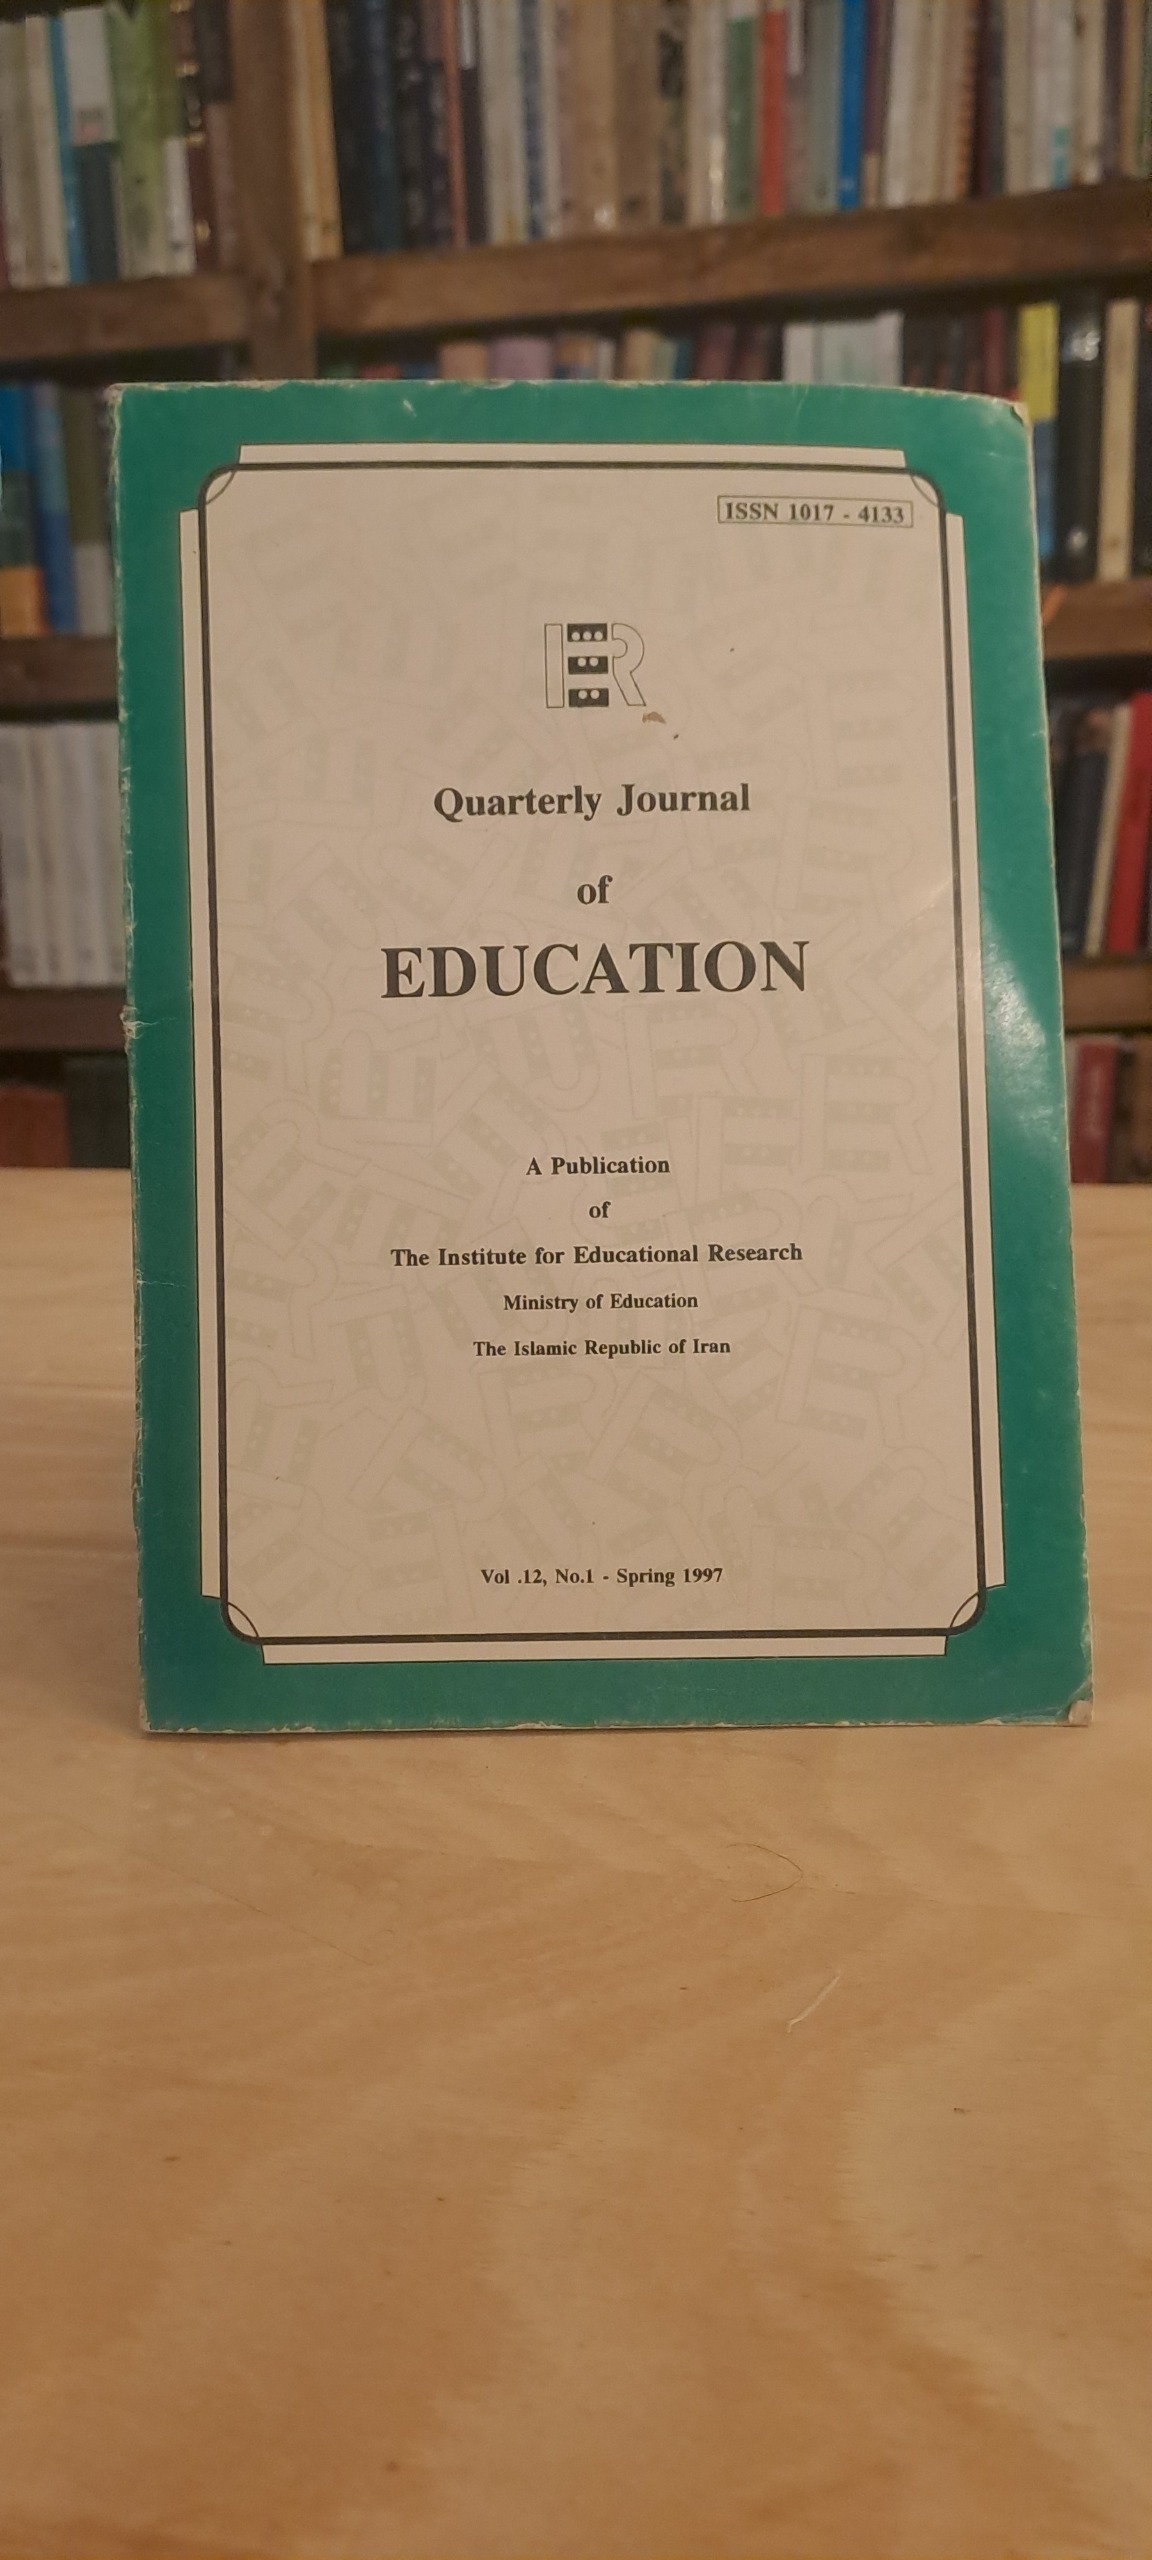 ISSN 1017 - 4133
IER
Quarterly Journal
of
EDUCATION
A Publication
of
The Institute for Educational Research
Ministry of Education
The Islamic Republic of Iran
Vol .12, No.1 - Spring 1997